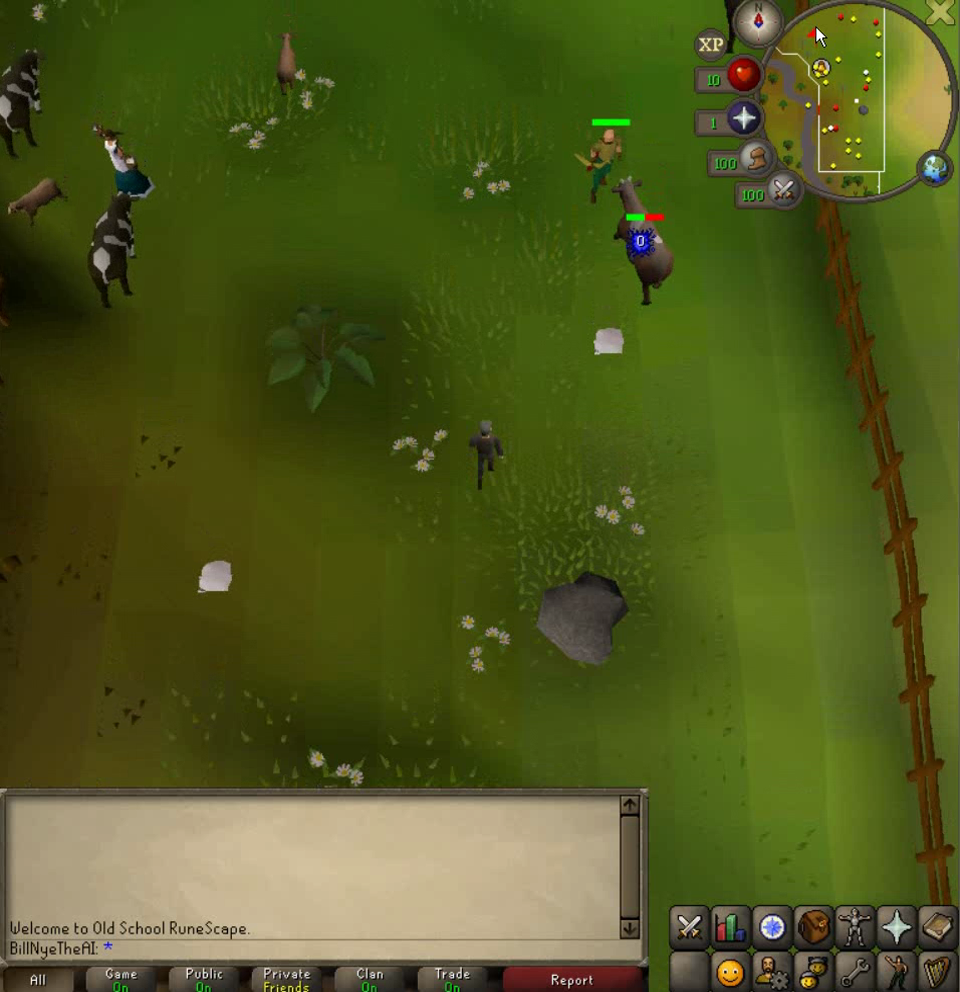 N
XP
10
1
100
100
0
Welcome to Old School RuneScape.
BillNyeTheAI: *
All
Game
On
Public
On
Private
Friends
Clan
On
Trade
On
Report